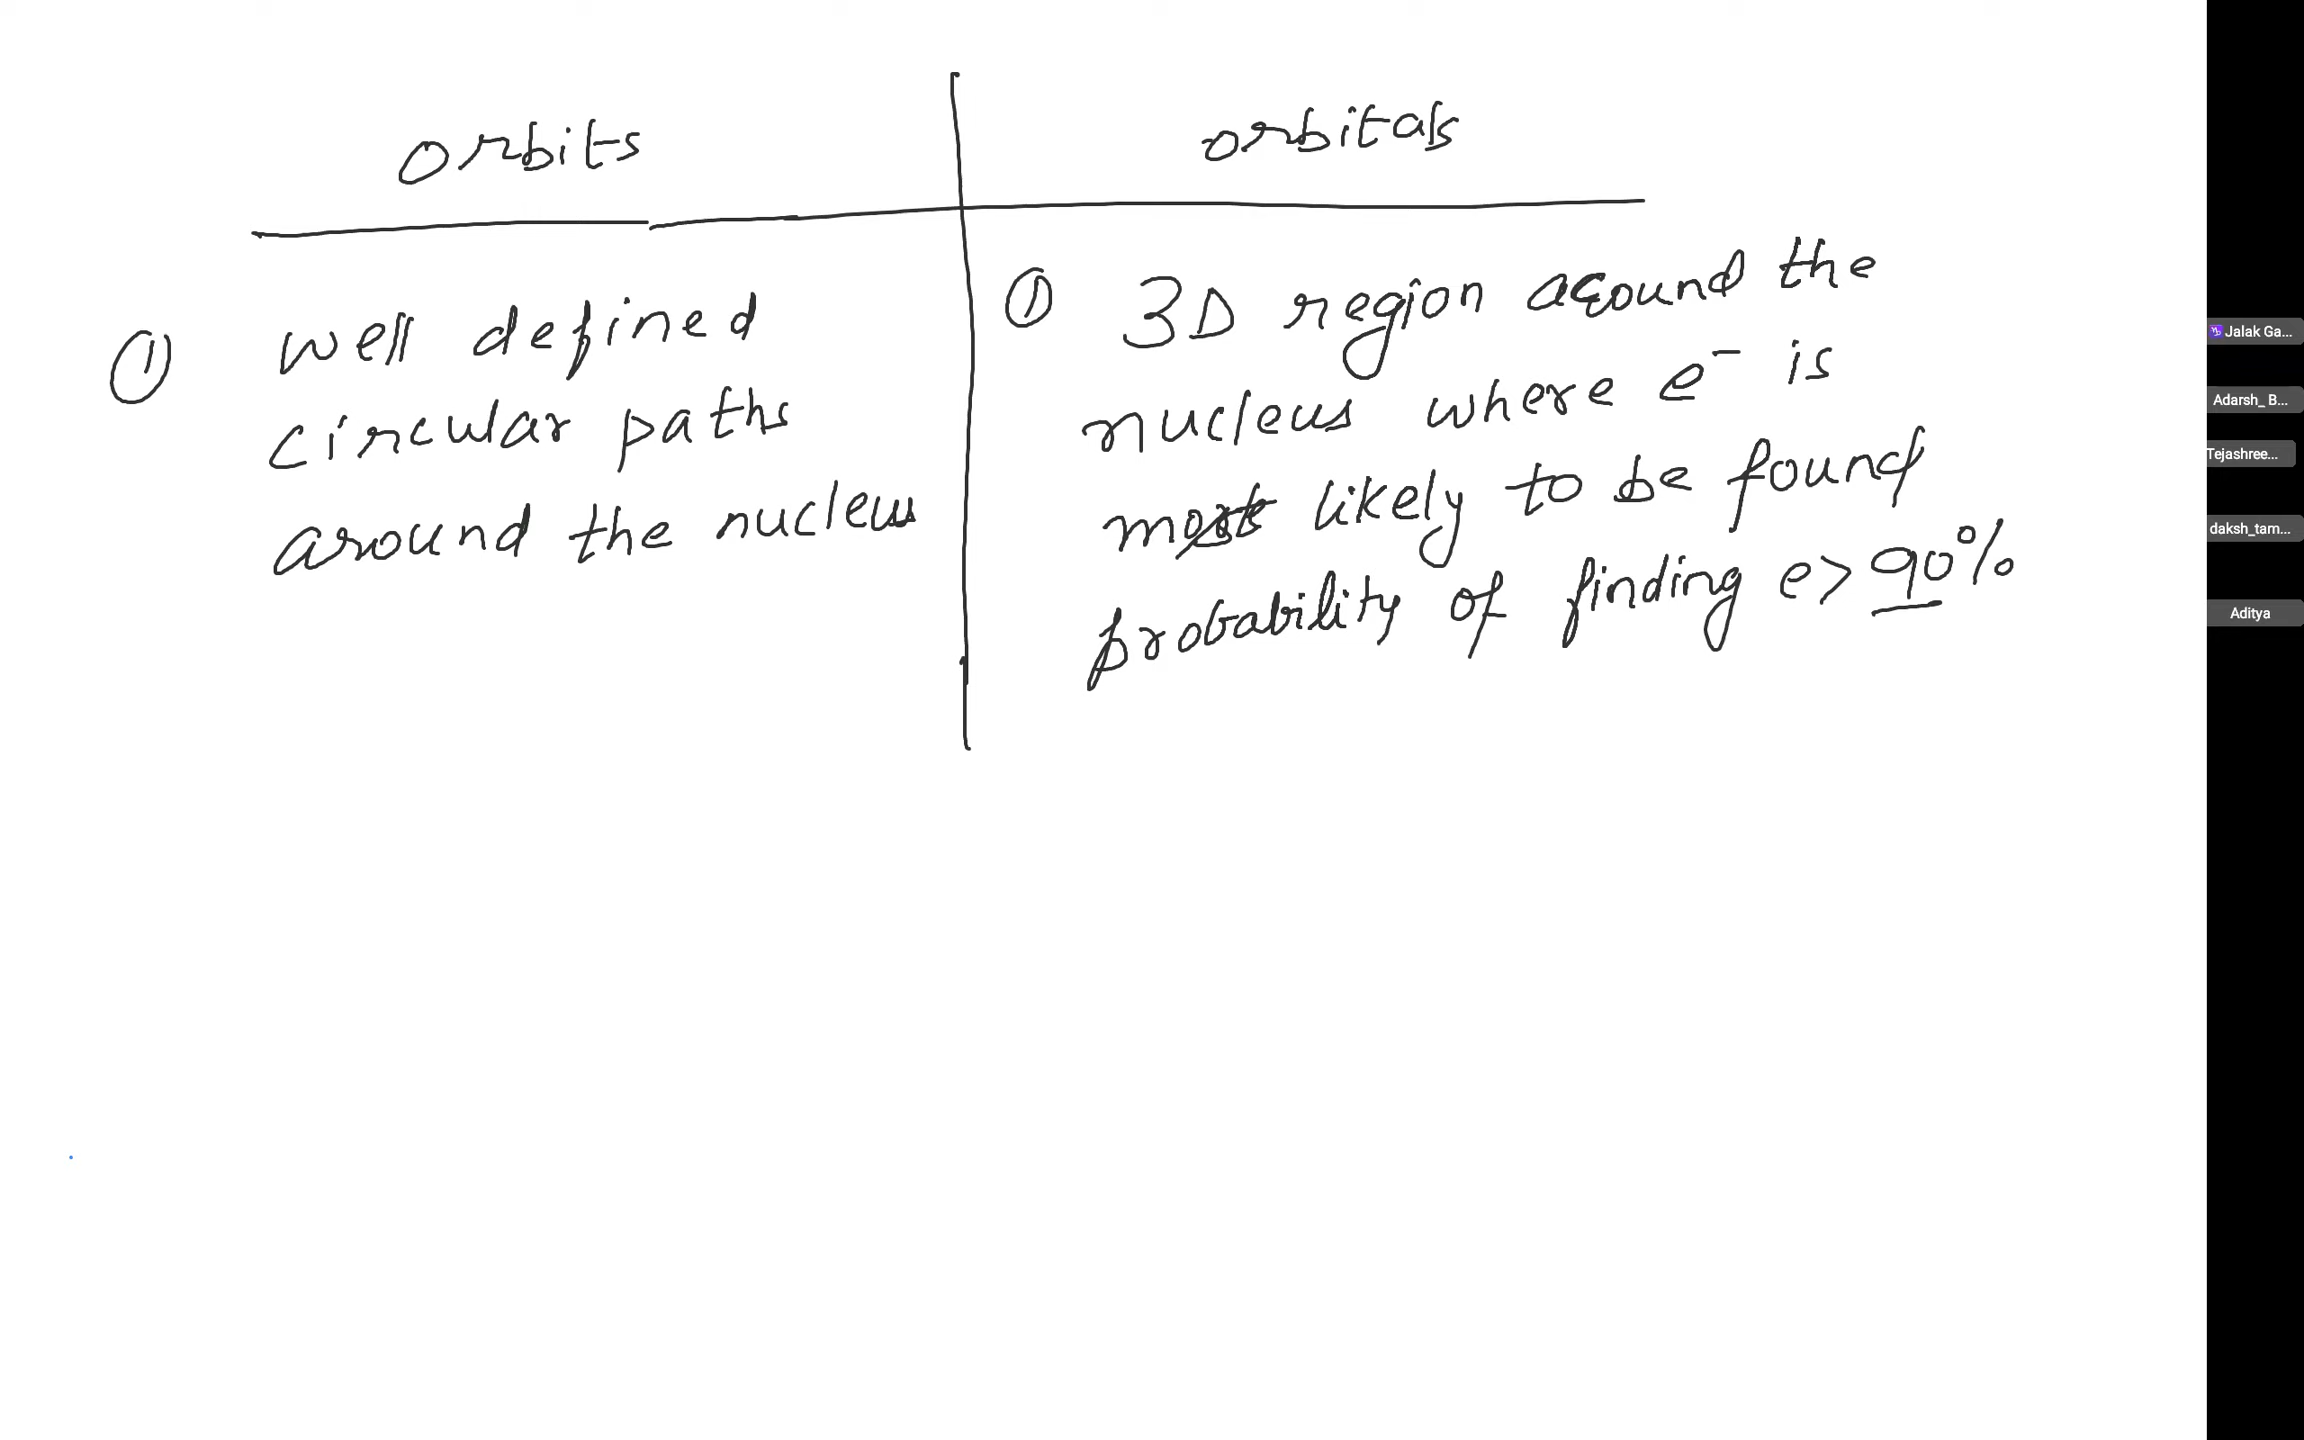 orbits
orbitals
① well defined
circular paths
around the nucleus
① 3D region around the
nucleus where e⁻ is
most likely to be found
probability of finding e > 90%
Jalak Ga...
Adarsh_ B...
Tejashree...
daksh_tam...
Aditya